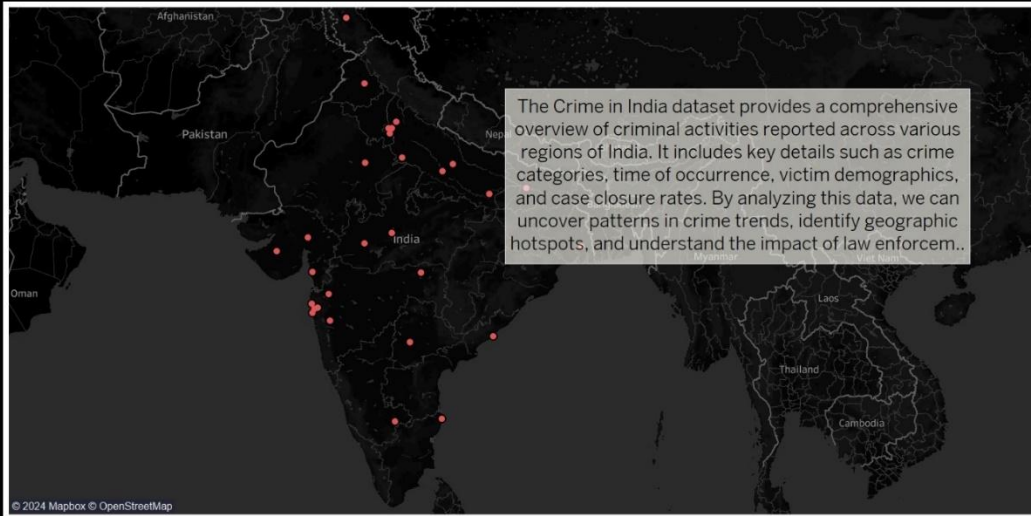 Afghanistan
Pakistan
Nepal
India
Oman
The Crime in India dataset provides a comprehensive
overview of criminal activities reported across various
regions of India. It includes key details such as crime
categories, time of occurrence, victim demographics,
and case closure rates. By analyzing this data, we can
uncover patterns in crime trends, identify geographic
hotspots, and understand the impact of law enforcem..
Myanmar
Viet Nam
Laos
Thailand
Cambodia
© 2024 Mapbox © OpenStreetMap